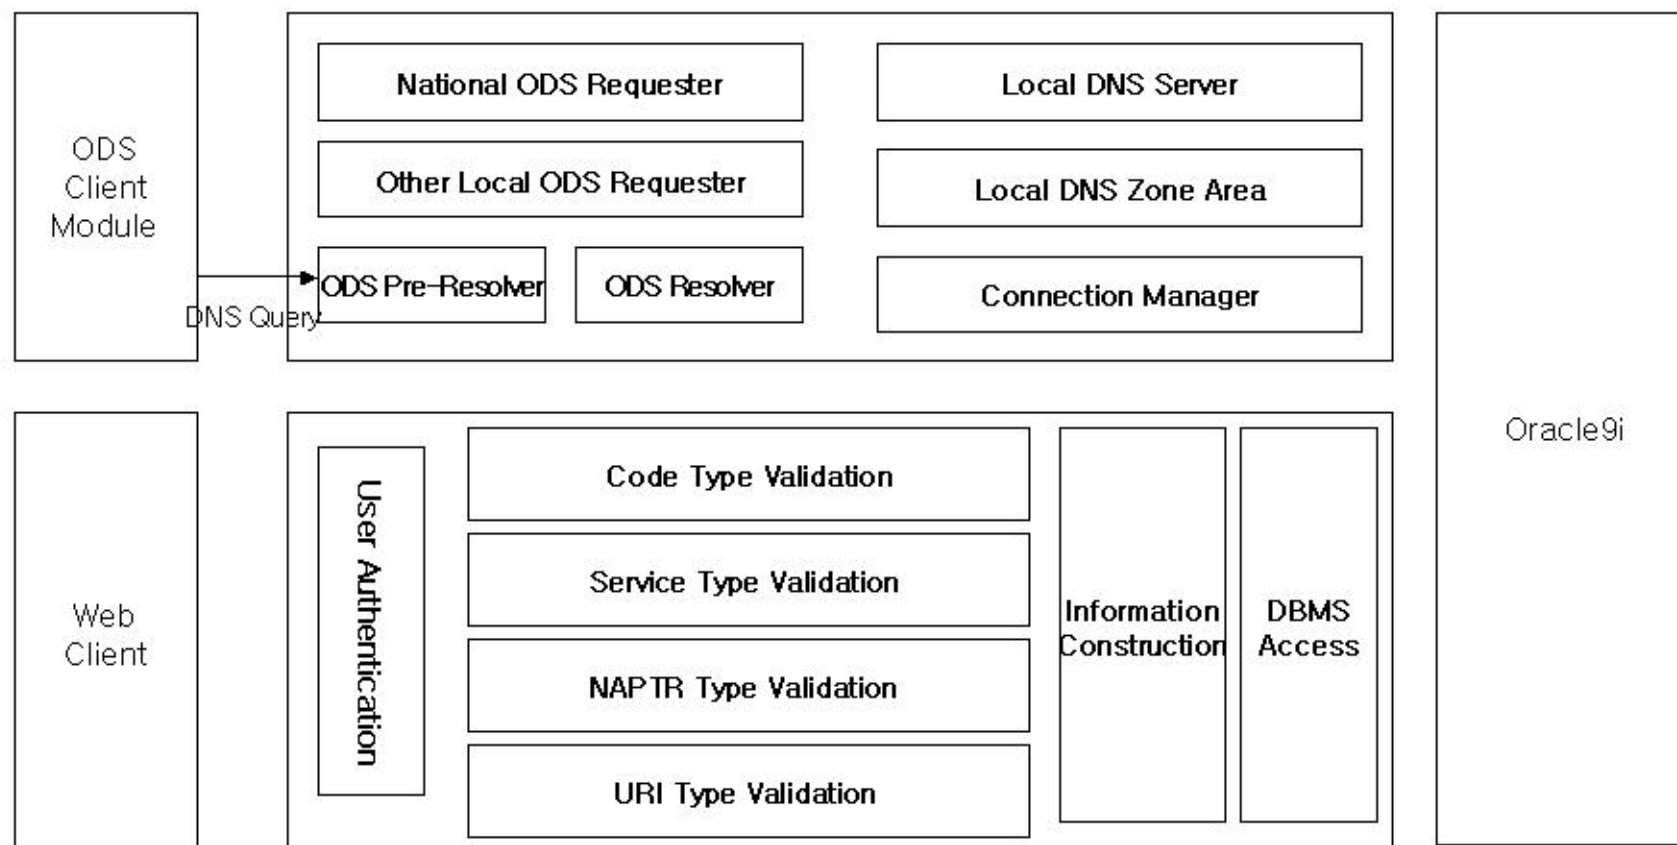 ODS
Client
Module
DNS Query
National ODS Requester
Other Local ODS Requester
ODS Pre-Resolver
ODS Resolver
Local DNS Server
Local DNS Zone Area
Connection Manager
Web
Client
User Authentication
Code Type Validation
Service Type Validation
NAPTR Type Validation
URI Type Validation
Information
Construction
DBMS
Access
Oracle9i